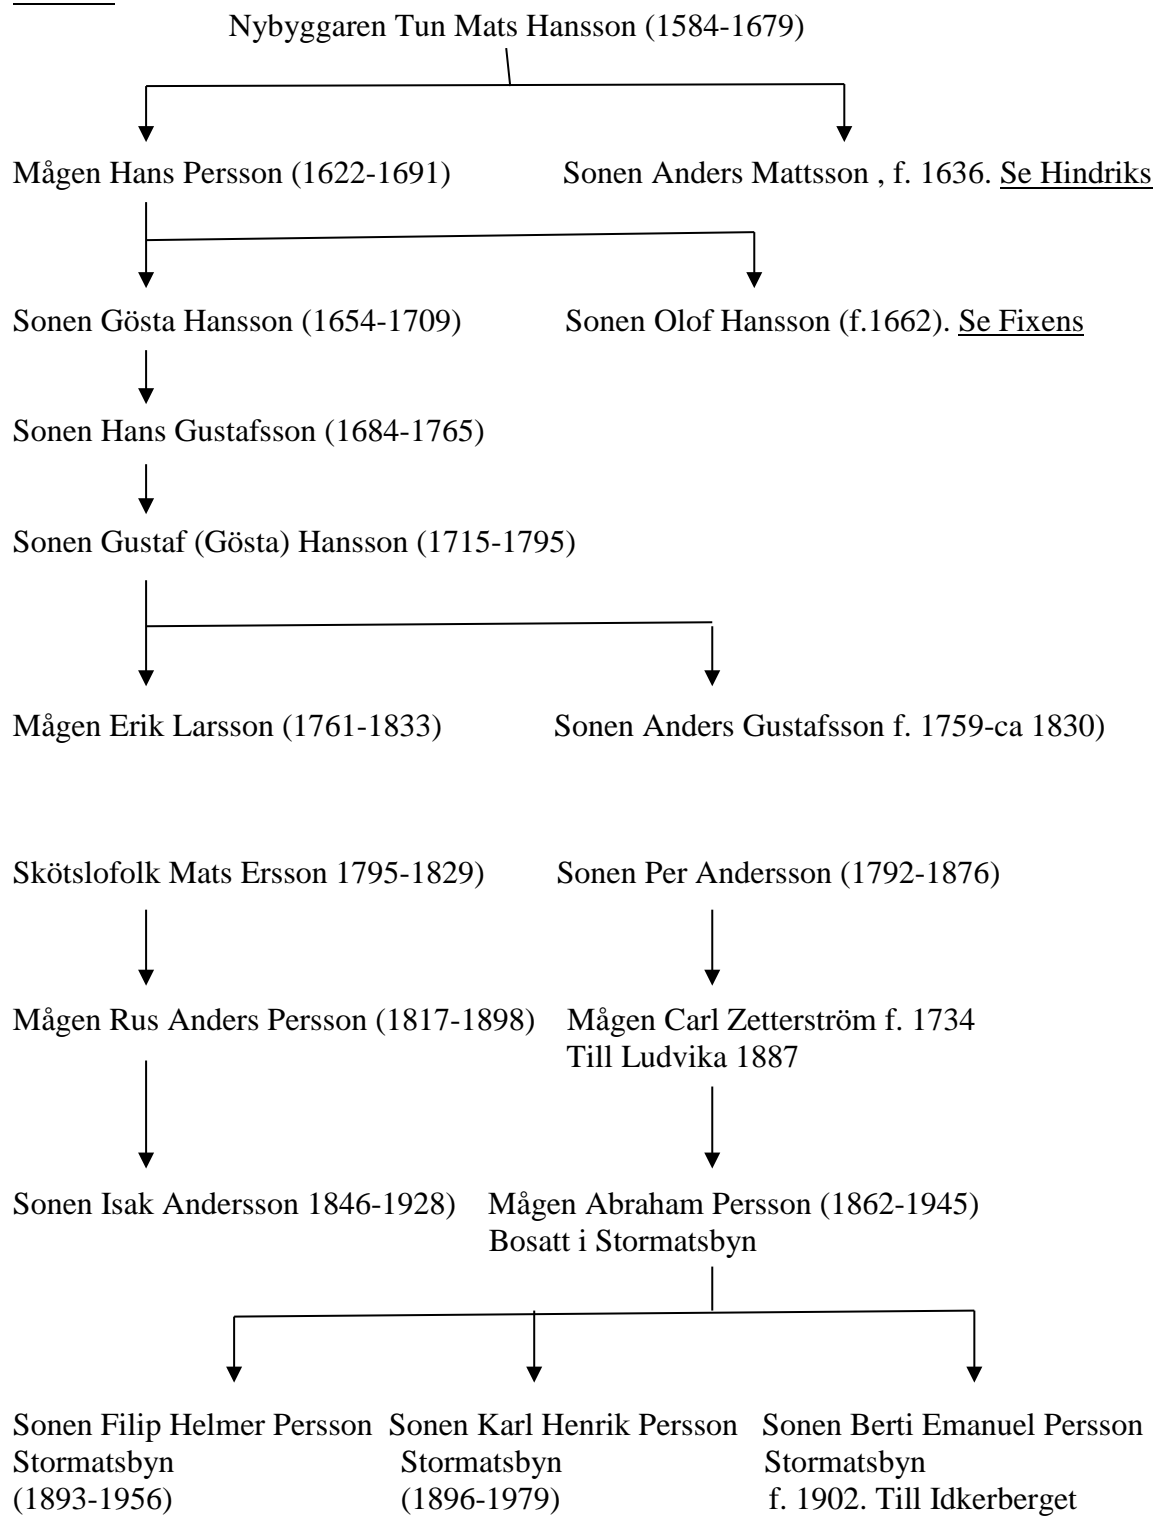 Nybyggaren Tun Mats Hansson (1584-1679)
Mågen Hans Persson (1622-1691) Sonen Anders Mattsson , f. 1636. Se Hindriks
Sonen Gösta Hansson (1654-1709) Sonen Olof Hansson (f.1662). Se Fixens
Sonen Hans Gustafsson (1684-1765)
Sonen Gustaf (Gösta) Hansson (1715-1795)
Mågen Erik Larsson (1761-1833) Sonen Anders Gustafsson f. 1759-ca 1830)
Skötslofolk Mats Ersson 1795-1829) Sonen Per Andersson (1792-1876)
Mågen Rus Anders Persson (1817-1898) Mågen Carl Zetterström f. 1734
Till Ludvika 1887
Sonen Isak Andersson 1846-1928) Mågen Abraham Persson (1862-1945)
Bosatt i Stormatsbyn
Sonen Filip Helmer Persson Sonen Karl Henrik Persson Sonen Berti Emanuel Persson
Stormatsbyn Stormatsbyn Stormatsbyn
(1893-1956) (1896-1979) f. 1902. Till Idkerberget